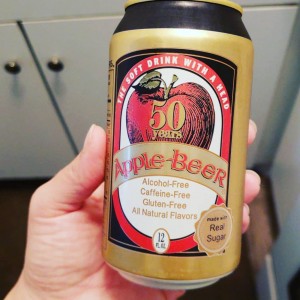 THE SOFT DRINK WITH A HEAD
50
years
Apple-Beer
Alcohol-Free
Caffeine-Free
Gluten-Free
All Natural Flavors
made with
Real
Sugar
12
FL. OZ.